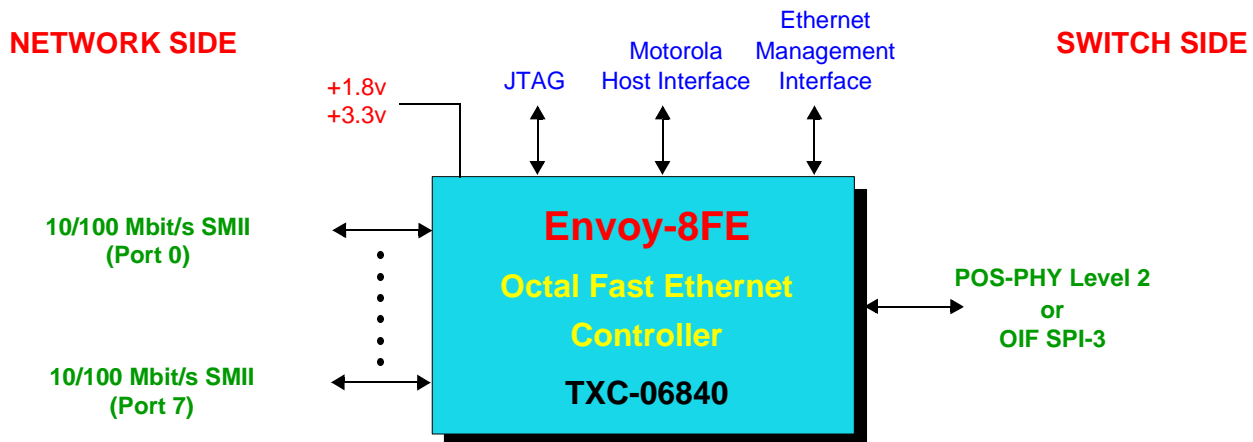 NETWORK SIDE
SWITCH SIDE
+1.8v
+3.3v
JTAG
Motorola
Host Interface
Ethernet
Management
Interface
10/100 Mbit/s SMII
(Port 0)
10/100 Mbit/s SMII
(Port 7)
Envoy-8FE
Octal Fast Ethernet
Controller
TXC-06840
POS-PHY Level 2
or
OIF SPI-3